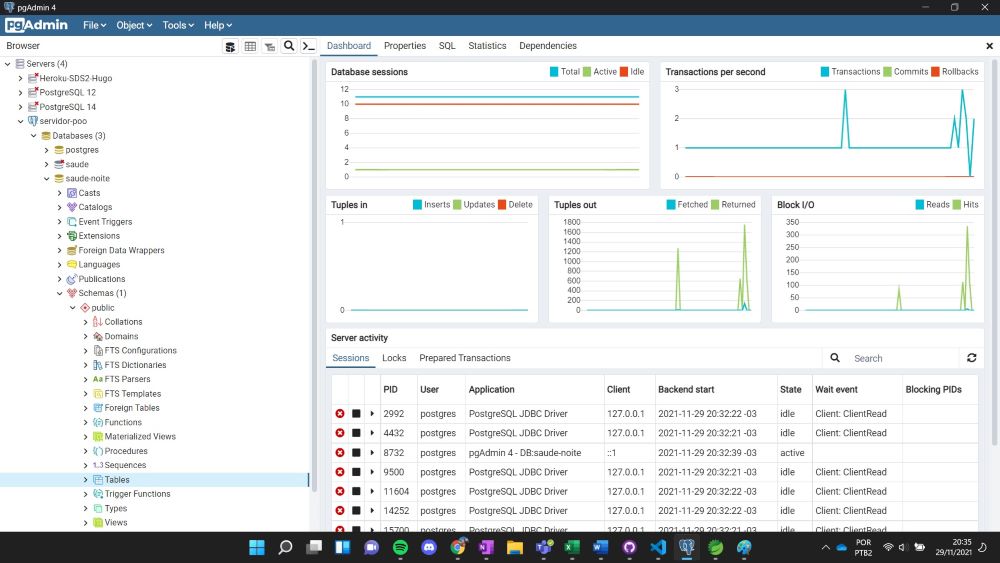 pgAdmin 4
pgAdmin File Object Tools Help
Browser
Dashboard Properties SQL Statistics Dependencies
Servers (4)
Heroku-SDS2-Hugo
PostgreSQL 12
PostgreSQL 14
servidor-poo
Databases (3)
postgres
saude
saude-noite
Casts
Catalogs
Event Triggers
Extensions
Foreign Data Wrappers
Languages
Publications
Schemas (1)
public
Collations
Domains
FTS Configurations
FTS Dictionaries
Aa FTS Parsers
FTS Templates
Foreign Tables
Functions
Materialized Views
Procedures
1..3 Sequences
Tables
Trigger Functions
Types
Views
Database sessions Total Active Idle
12
10
8
6
4
2
0
Transactions per second Transactions Commits Rollbacks
3
2
1
0
Tuples in Inserts Updates Delete
1
0
Tuples out Fetched Returned
1800
1600
1400
1200
1000
800
600
400
200
0
Block I/O Reads Hits
350
300
250
200
150
100
50
0
Server activity
Sessions Locks Prepared Transactions Search
PID User Application Client Backend start State Wait event Blocking PIDs
2992 postgres PostgreSQL JDBC Driver 127.0.0.1 2021-11-29 20:32:22 -03 idle Client: ClientRead
4432 postgres PostgreSQL JDBC Driver 127.0.0.1 2021-11-29 20:32:21 -03 idle Client: ClientRead
8732 postgres pgAdmin 4 - DB:saude-noite ::1 2021-11-29 20:32:39 -03 active
9500 postgres PostgreSQL JDBC Driver 127.0.0.1 2021-11-29 20:32:21 -03 idle Client: ClientRead
11604 postgres PostgreSQL JDBC Driver 127.0.0.1 2021-11-29 20:32:22 -03 idle Client: ClientRead
14252 postgres PostgreSQL JDBC Driver 127.0.0.1 2021-11-29 20:32:22 -03 idle Client: ClientRead
15700 postgres PostgreSQL JDBC Driver 127.0.0.1 2021-11-29 20:32:21 -03 idle Client: ClientRead
POR
PTB2
20:35
29/11/2021